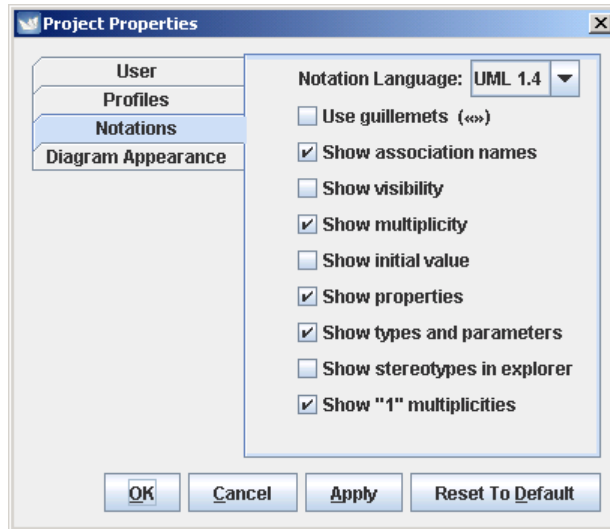 Project Properties
User
Profiles
Notations
Diagram Appearance
Notation Language: UML 1.4
Use guillemets («»)
Show association names
Show visibility
Show multiplicity
Show initial value
Show properties
Show types and parameters
Show stereotypes in explorer
Show "1" multiplicities
OK Cancel Apply Reset To Default